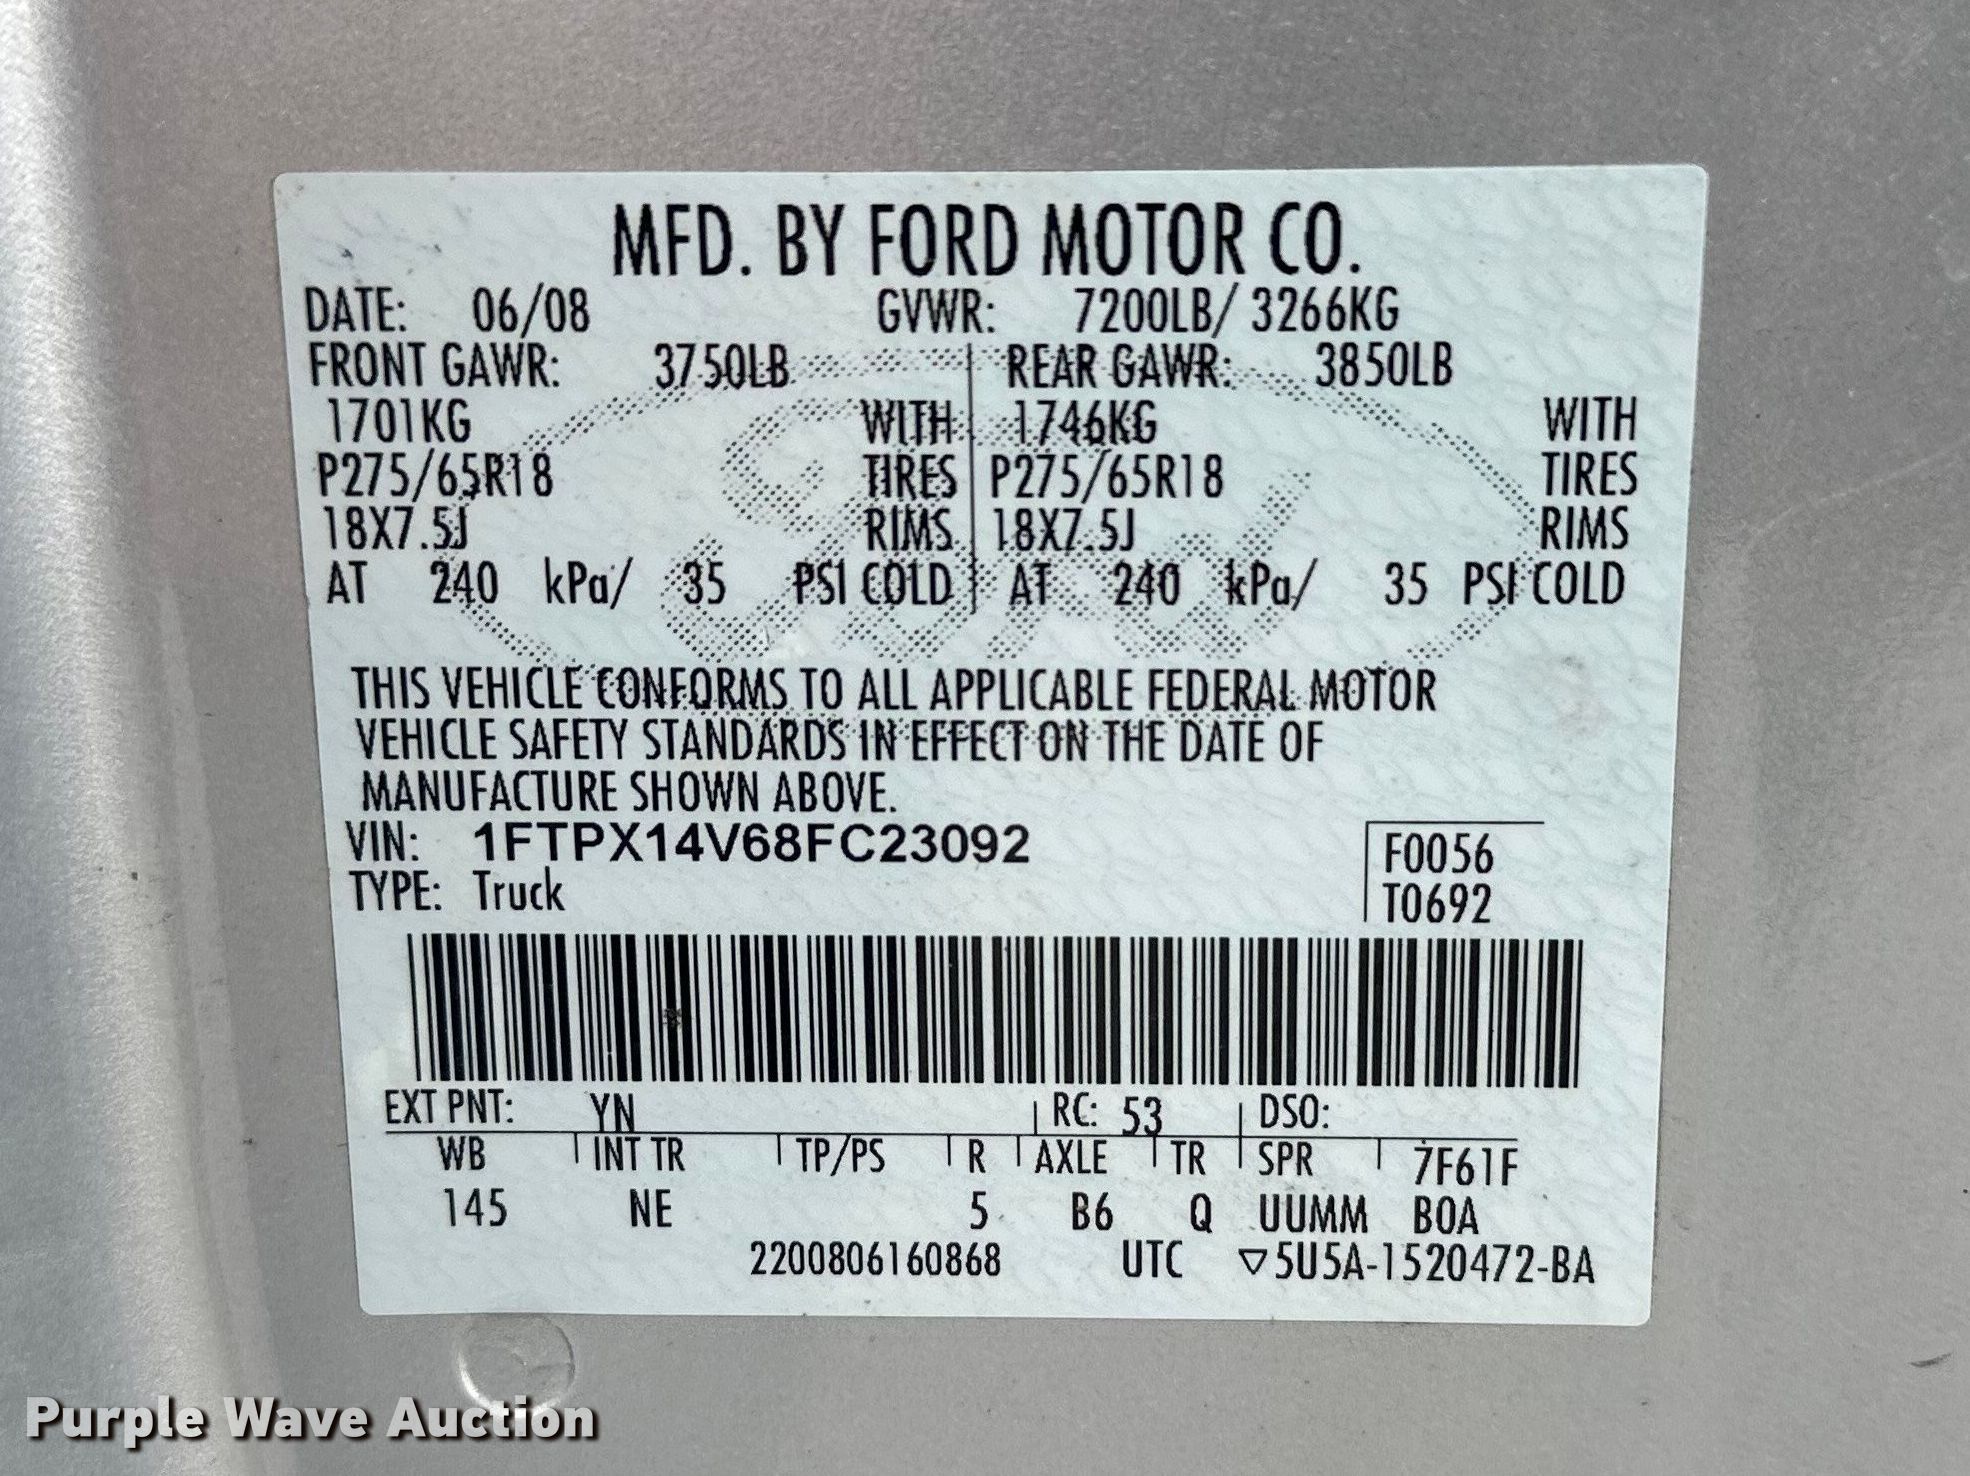 MFD. BY FORD MOTOR CO.
DATE: 06/08 GVWR: 7200LB/ 3266KG
FRONT GAWR: 3750LB REAR GAWR: 3850LB
1701KG WITH 1746KG WITH
P275/65R18 TIRES P275/65R18 TIRES
18X7.5J RIMS 18X7.5J RIMS
AT 240 kPa/ 35 PSI COLD AT 240 kPa/ 35 PSI COLD
THIS VEHICLE CONFORMS TO ALL APPLICABLE FEDERAL MOTOR
VEHICLE SAFETY STANDARDS IN EFFECT ON THE DATE OF
MANUFACTURE SHOWN ABOVE.
VIN: 1FTPX14V68FC23092 F0056
TYPE: Truck T0692
EXT PNT: YN RC: 53 DSO:
WB INT TR TP/PS R AXLE TR SPR 7F61F
145 NE 5 B6 Q UUMM BOA
2200806160868 UTC ▽5U5A-1520472-BA
Purple Wave Auction